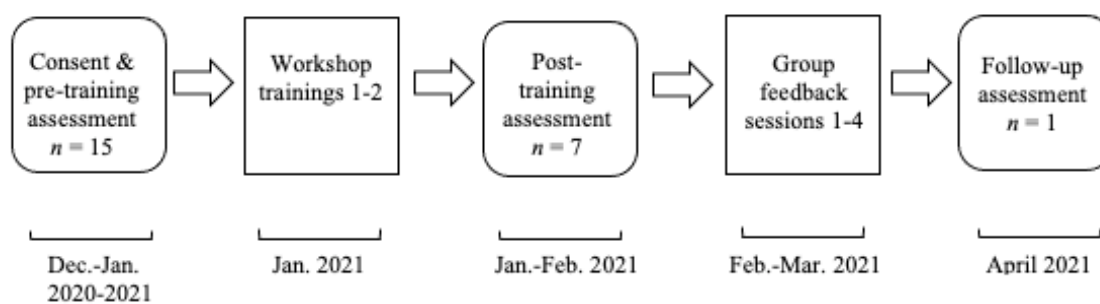 Consent &
pre-training
assessment
n = 15
Workshop
trainings 1-2
Post-
training
assessment
n = 7
Group
feedback
sessions 1-4
Follow-up
assessment
n = 1
Dec.-Jan.
2020-2021
Jan. 2021
Jan.-Feb. 2021
Feb.-Mar. 2021
April 2021